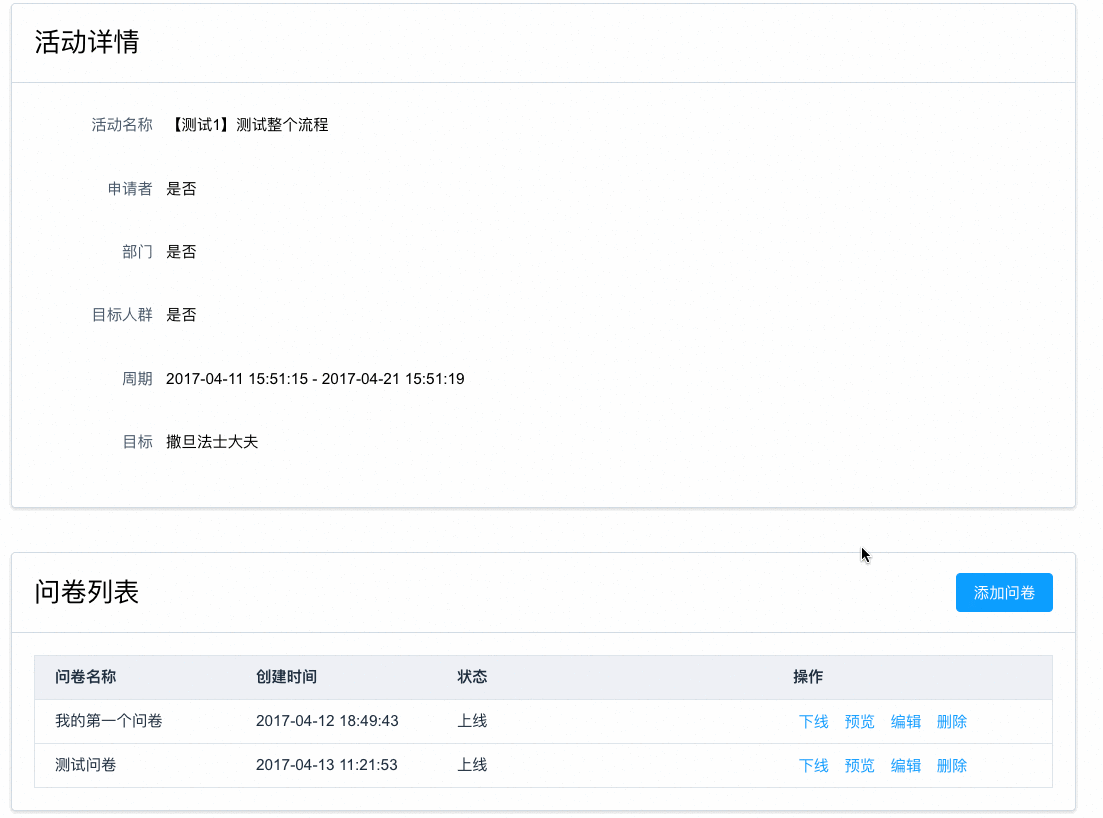 活动详情
活动名称 【测试1】测试整个流程
申请者 是否
部门 是否
目标人群 是否
周期 2017-04-11 15:51:15 - 2017-04-21 15:51:19
目标 撒旦法士大夫
问卷列表 添加问卷
问卷名称 创建时间 状态 操作
我的第一个问卷 2017-04-12 18:49:43 上线 下线 预览 编辑 删除
测试问卷 2017-04-13 11:21:53 上线 下线 预览 编辑 删除